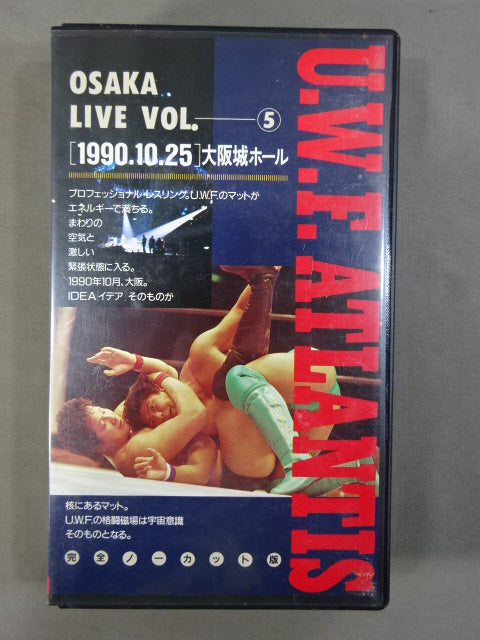 OSAKA
LIVE VOL.⑤
[1990.10.25]大阪城ホール
プロフェッショナル・レスリング、U.W.F.のマットが
エネルギーで満ちる。
まわりの
空気と
激しい
緊張状態に入る。
1990年10月、大阪。
IDEAイデア そのものが
U.W.F. ATLANTIS
核にあるマット。
U.W.F.の格闘磁場は宇宙意識
そのものとなる。
完全ノーカット版